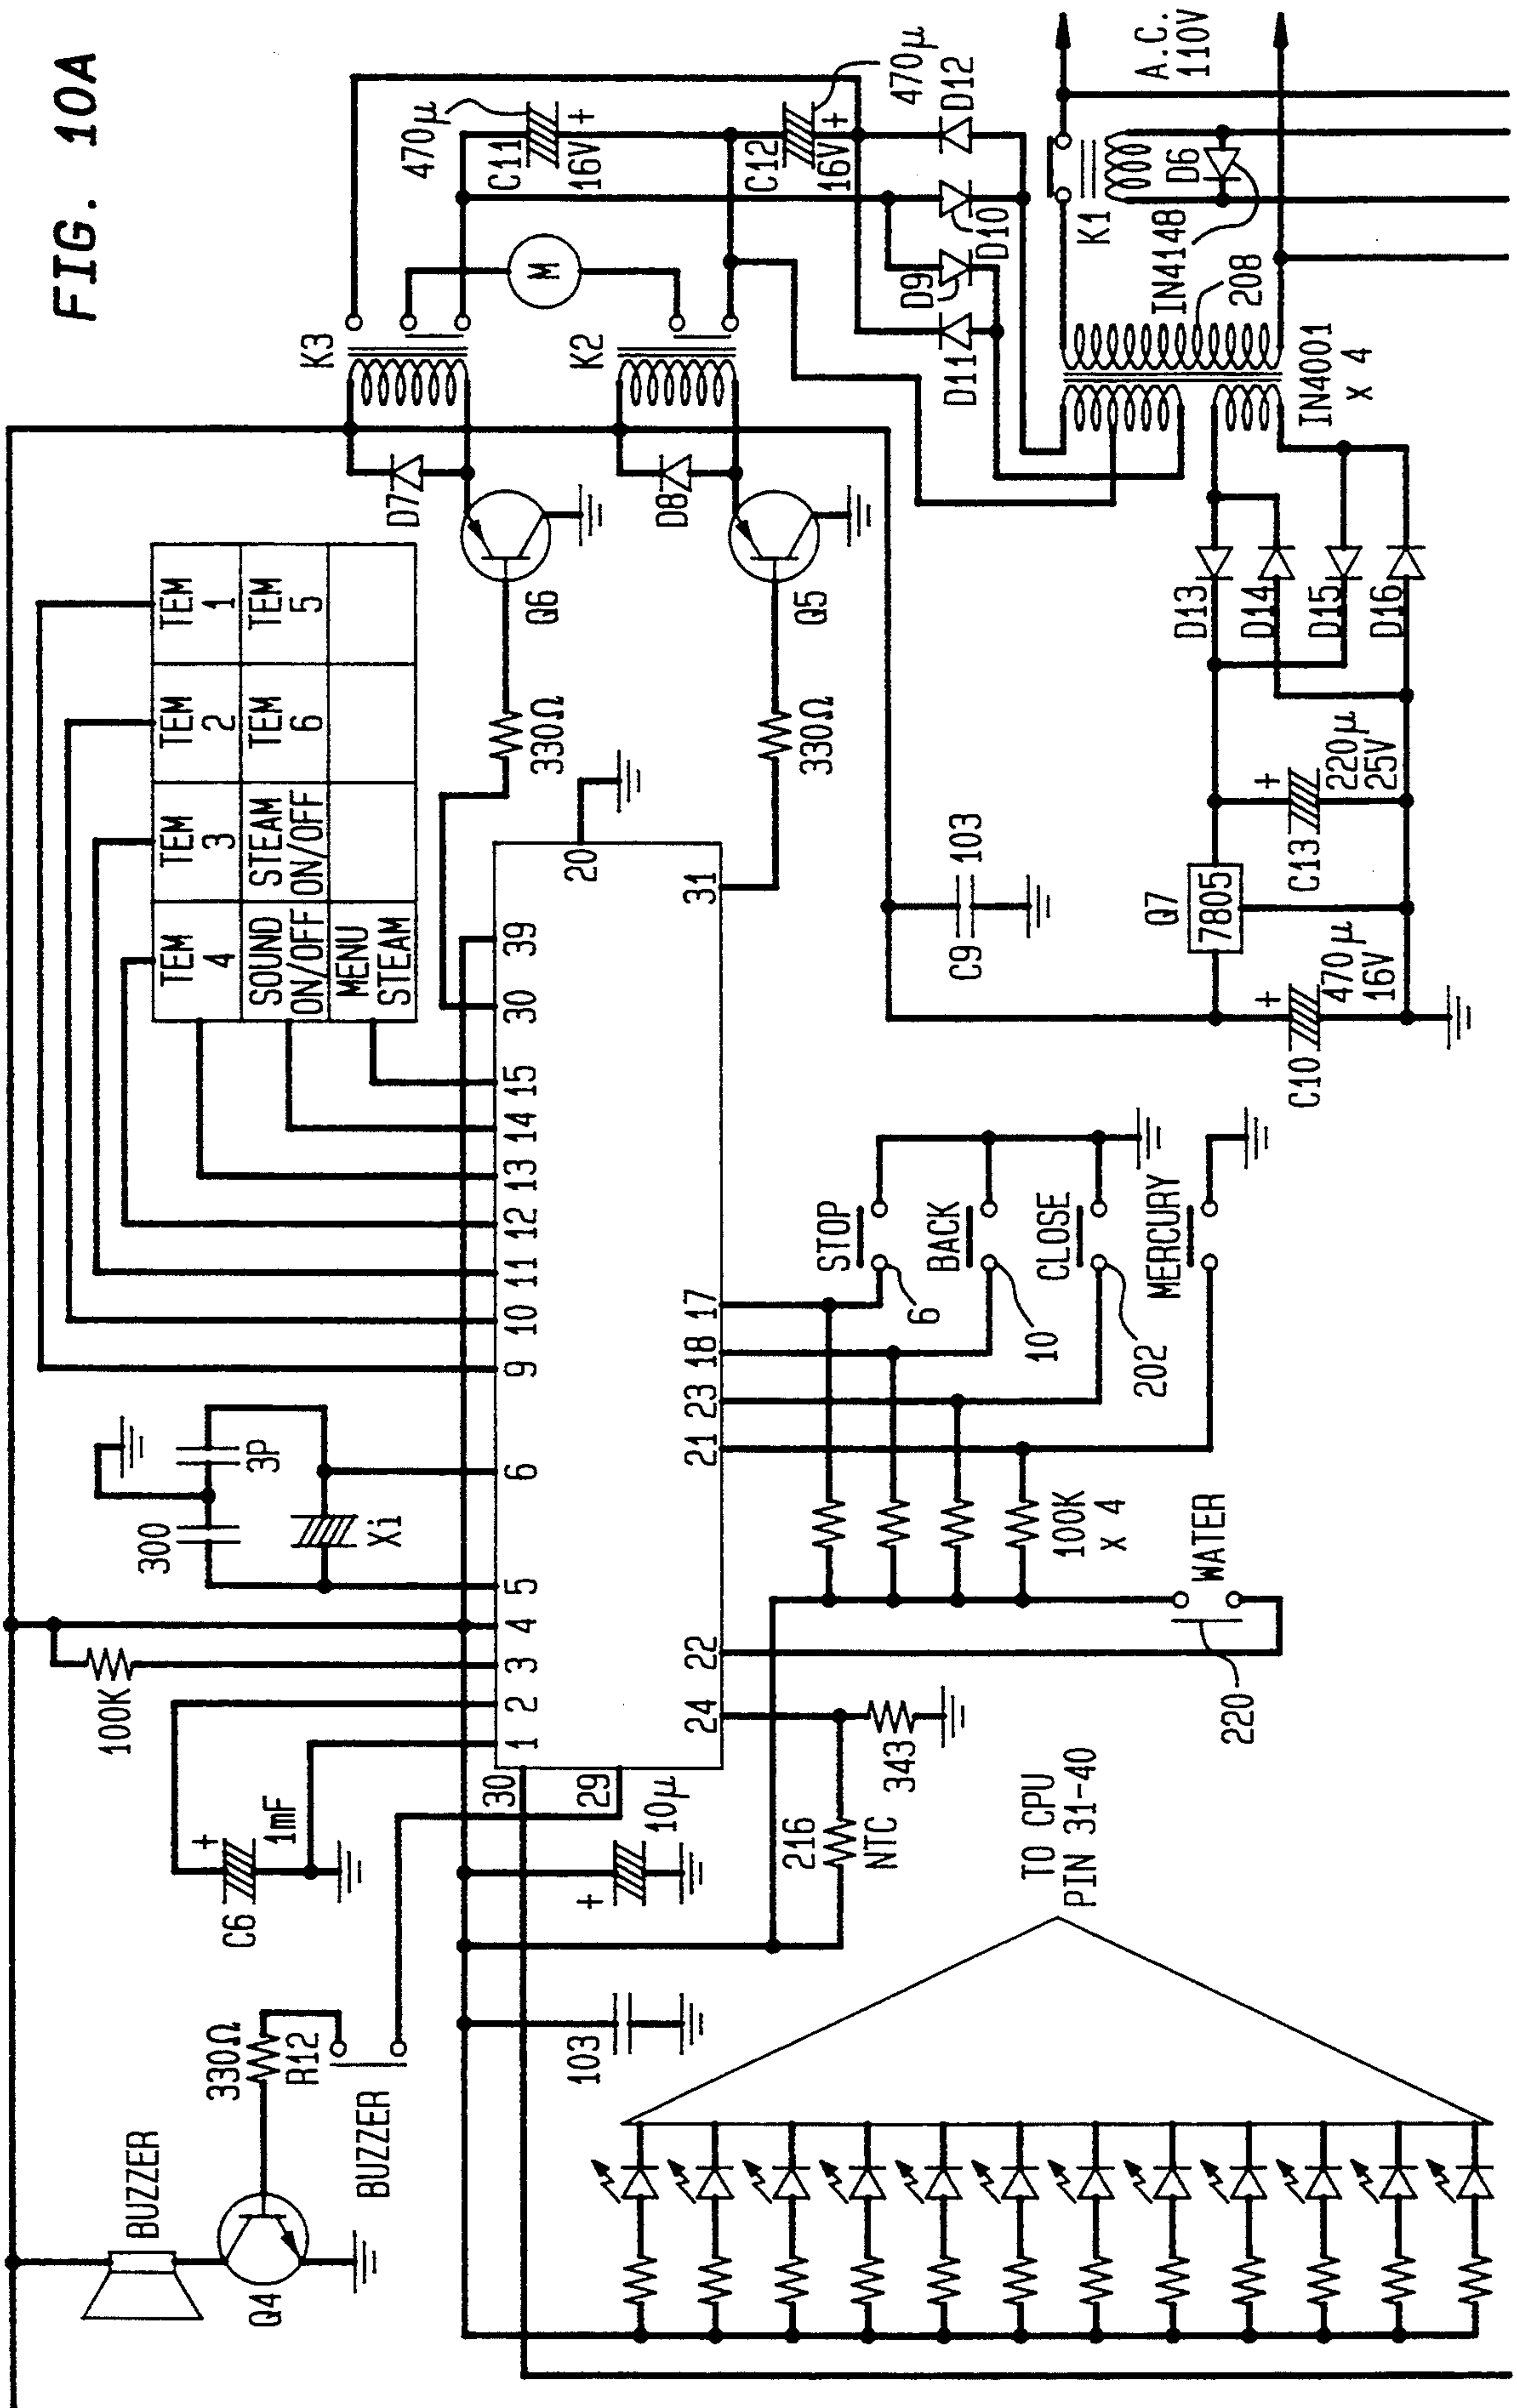 FIG. 10A
BUZZER
Q4
330Ω
R12
BUZZER
C6
+
1mF
100K
300
3P
Xi
TEM 4
TEM 3
TEM 2
TEM 1
SOUND ON/OFF
STEAM ON/OFF
TEM 6
TEM 5
MENU STEAM
K3
D7
Q6
330Ω
K2
D8
Q5
330Ω
M
470μ
C11
16V
+
C12
16V
+
470μ
D12
D10
D9
D11
A.C.
110V
K1
D6
IN4148
208
IN4001
x 4
1
2
3
4
5
6
9
10
11
12
13
14
15
30
39
20
31
30
29
24
22
21
23
18
17
10μ
+
103
216
NTC
343
100K
x 4
WATER
220
STOP
6
BACK
10
CLOSE
202
MERCURY
C9
103
Q7
7805
C10
+
470μ
16V
C13
+
220μ
25V
D13
D14
D15
D16
TO CPU
PIN 31-40